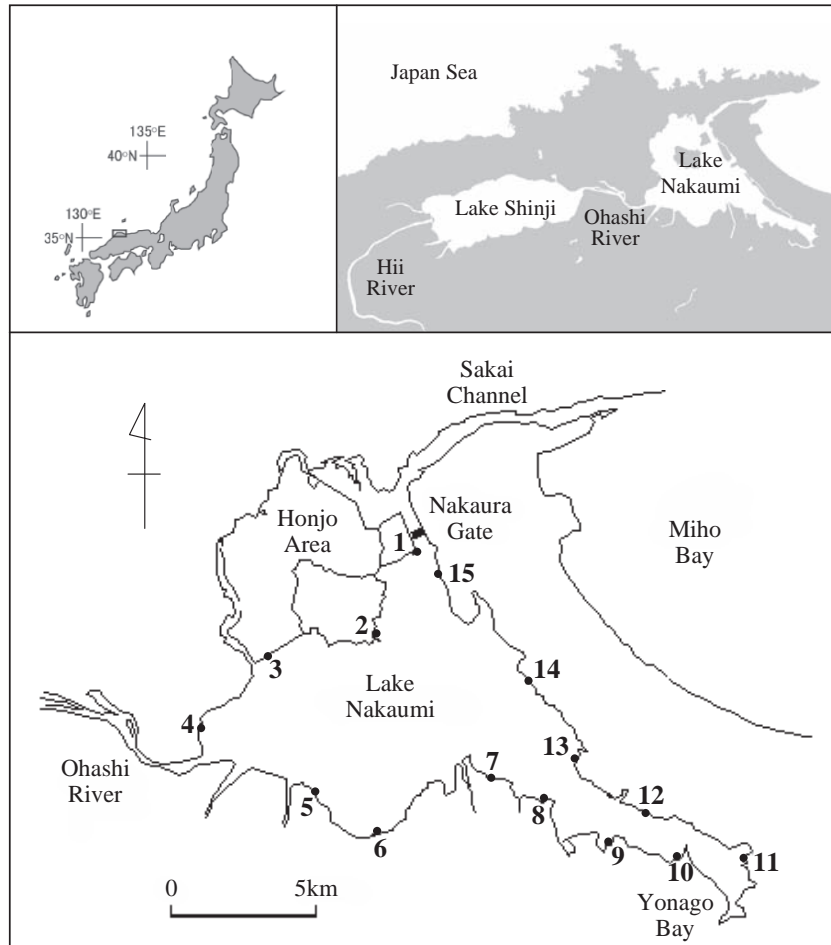 135°E
40°N
130°E
35°N
Japan Sea
Lake
Nakaumi
Lake Shinji
Ohashi
River
Hii
River
Sakai
Channel
Honjo
Area
Nakaura
Gate
Miho
Bay
1
15
2
3
14
Lake
Nakaumi
4
13
Ohashi
River
7
5
8
12
6
9
10
11
Yonago
Bay
0 5km